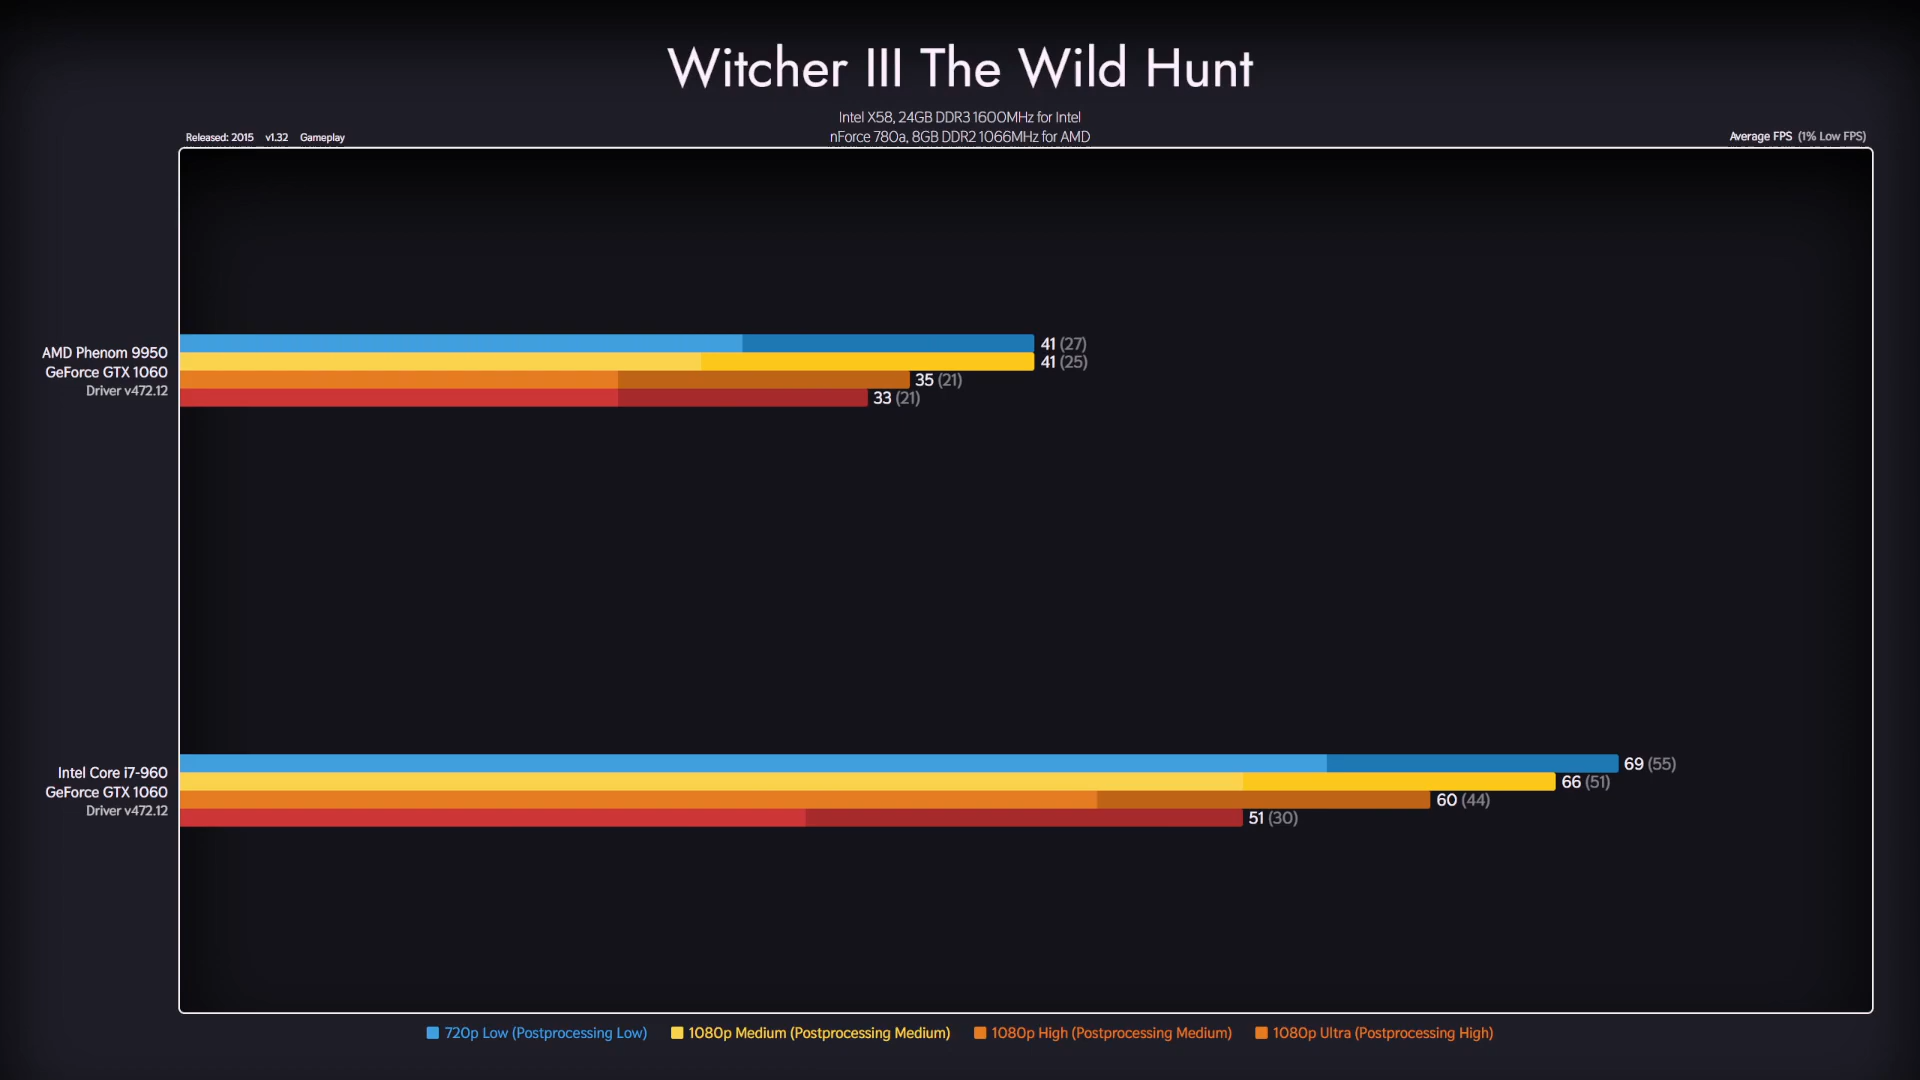 Witcher III The Wild Hunt
Intel X58, 24GB DDR3 1600MHz for Intel
nForce 780a, 8GB DDR2 1066MHz for AMD
Released: 2015 v1.32 Gameplay
Average FPS (1% Low FPS)
AMD Phenom 9950
GeForce GTX 1060
Driver v472.12
41 (27)
41 (25)
35 (21)
33 (21)
Intel Core i7-960
GeForce GTX 1060
Driver v472.12
69 (55)
66 (51)
60 (44)
51 (30)
720p Low (Postprocessing Low) 1080p Medium (Postprocessing Medium) 1080p High (Postprocessing Medium) 1080p Ultra (Postprocessing High)